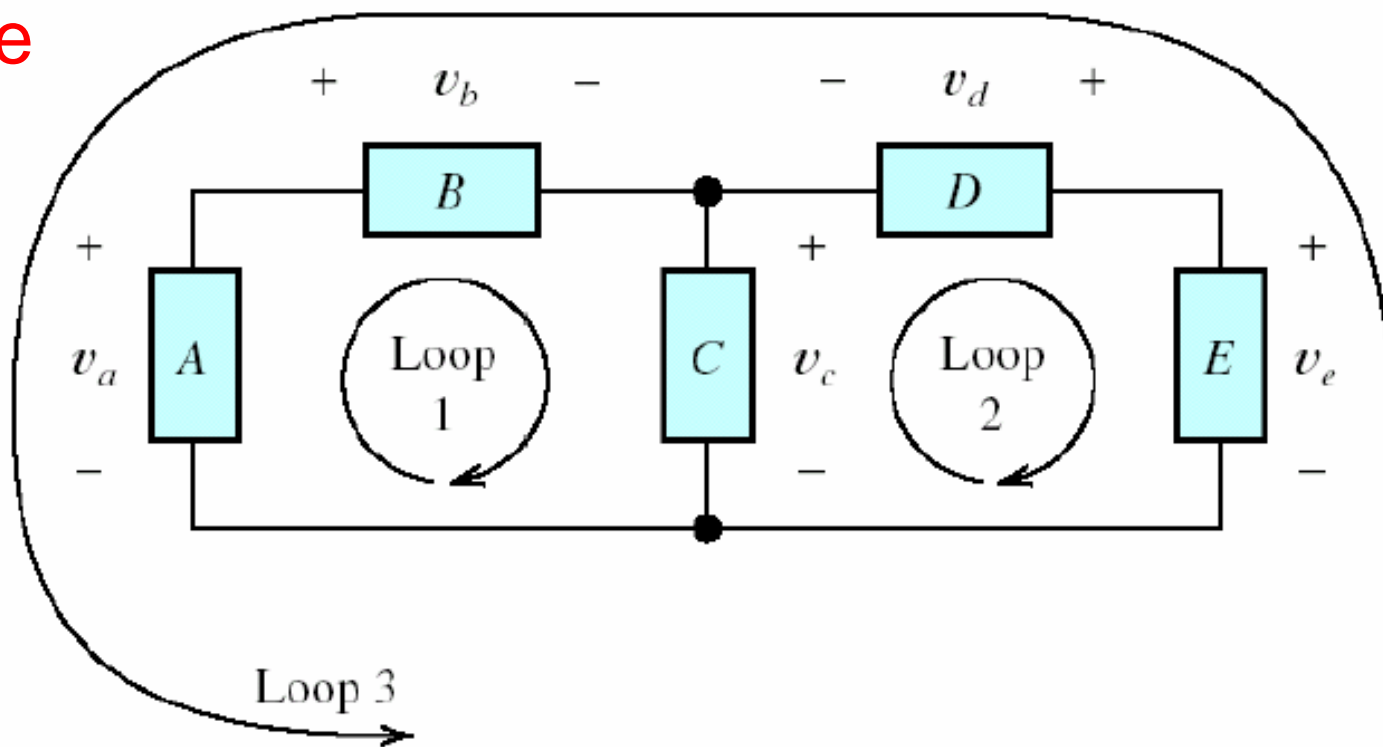 e
+ v_b − − v_d +
B D
+ + +
v_a A Loop 1 C v_c Loop 2 E v_e
− − −
Loop 3